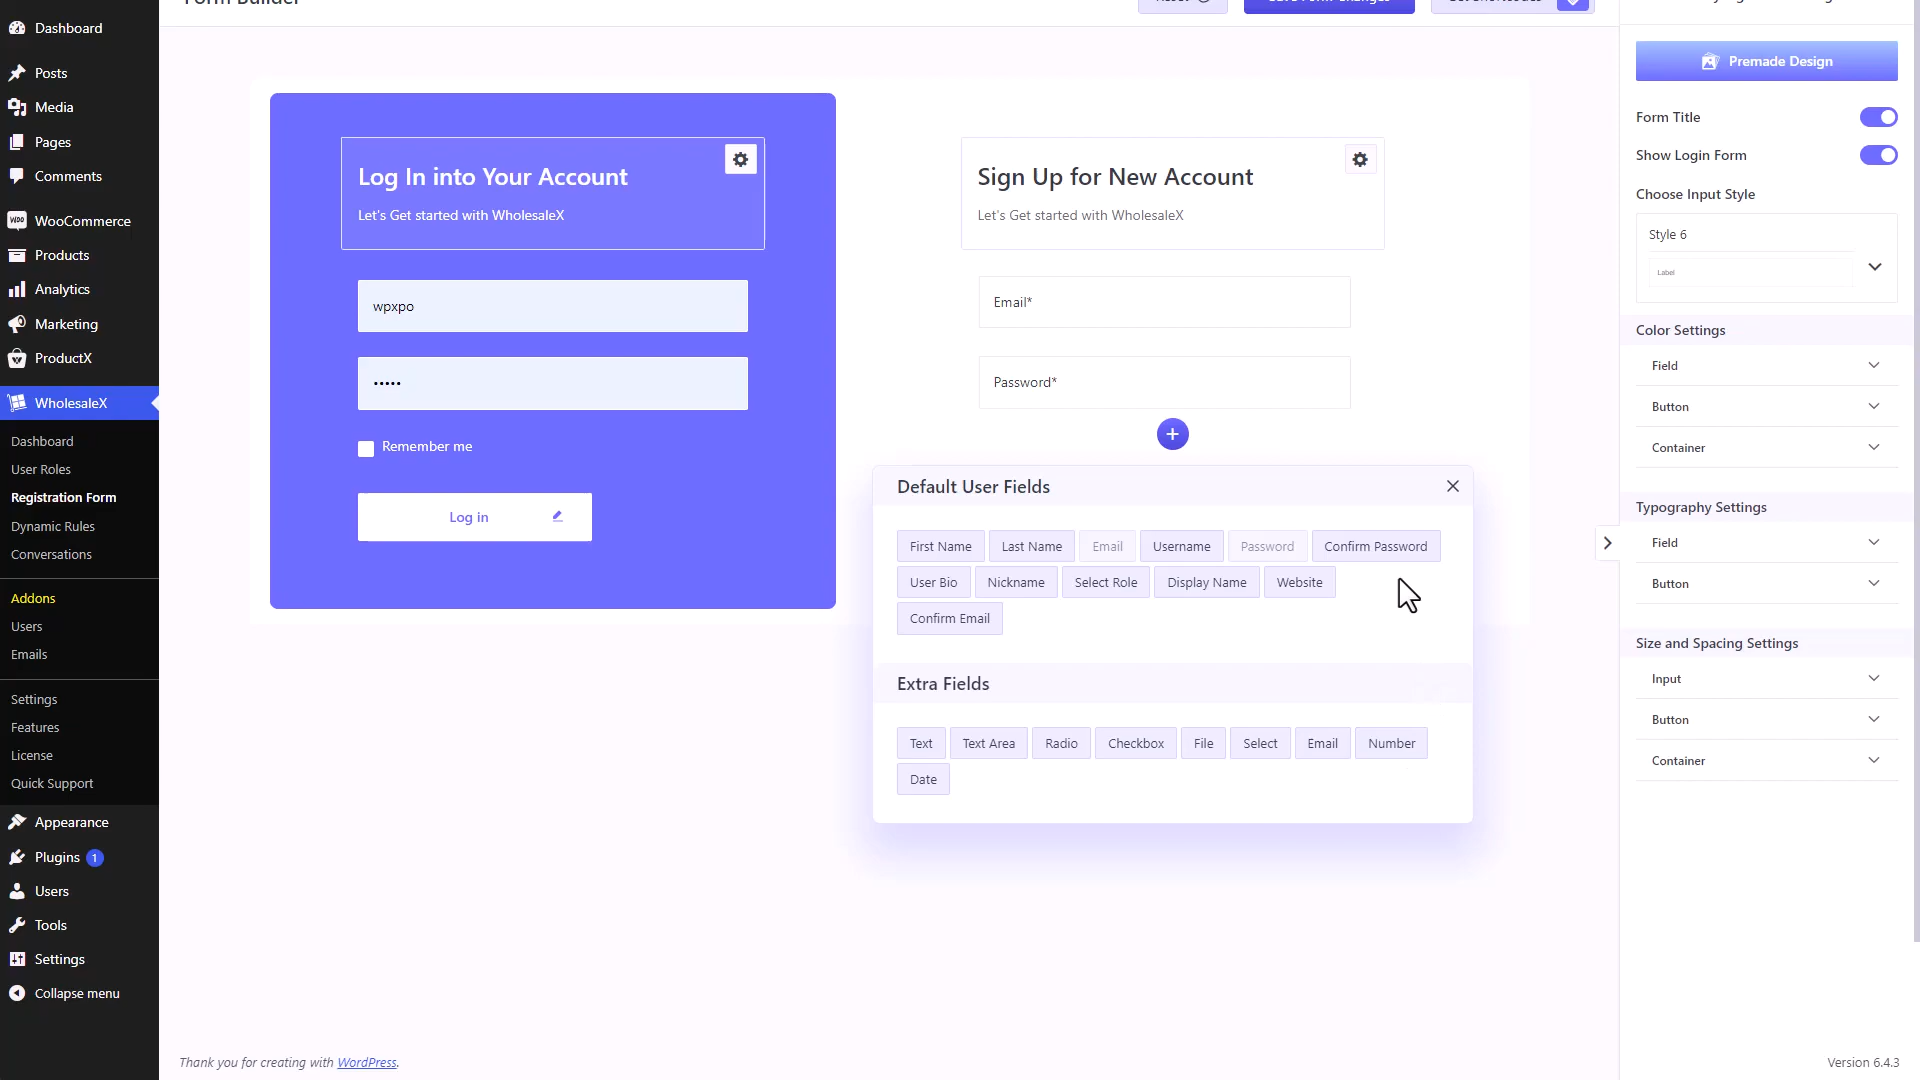 Form Builder
Dashboard
Posts
Media
Pages
Comments
WooCommerce
Products
Analytics
Marketing
ProductX
WholesaleX
Dashboard
User Roles
Registration Form
Dynamic Rules
Conversations
Addons
Users
Emails
Settings
Features
License
Quick Support
Appearance
Plugins 1
Users
Tools
Settings
Collapse menu
Log In into Your Account
Let's Get started with WholesaleX
wpxpo
Remember me
Log in
Sign Up for New Account
Let's Get started with WholesaleX
Email*
Password*
Default User Fields
First Name Last Name Email Username Password Confirm Password
User Bio Nickname Select Role Display Name Website
Confirm Email
Extra Fields
Text Text Area Radio Checkbox File Select Email Number
Date
Premade Design
Form Title
Show Login Form
Choose Input Style
Style 6
Label
Color Settings
Field
Button
Container
Typography Settings
Field
Button
Size and Spacing Settings
Input
Button
Container
Thank you for creating with WordPress.
Version 6.4.3